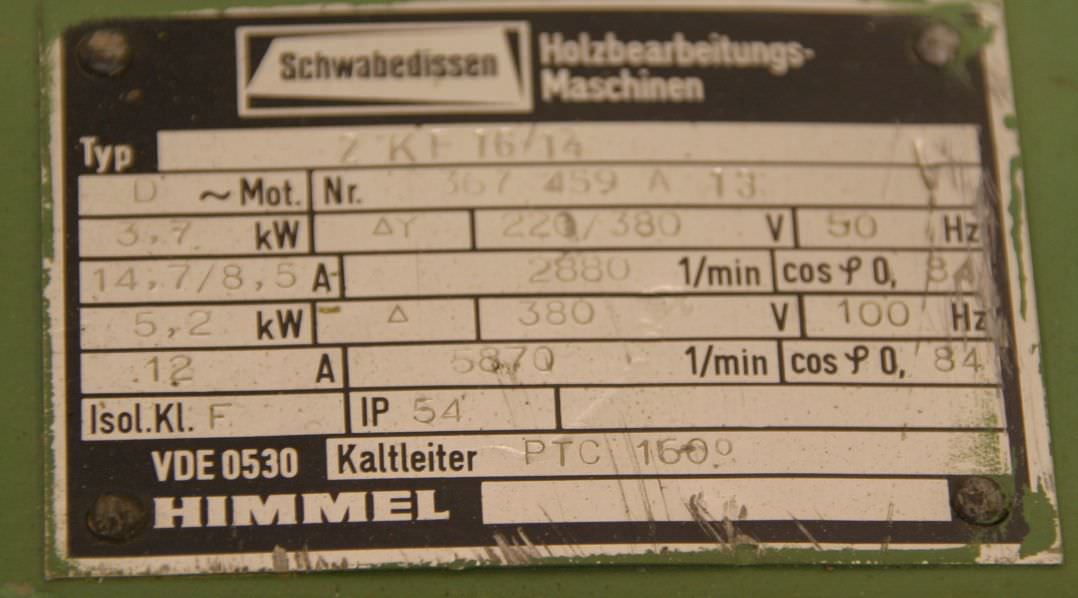 Schwabedissen Holzbearbeitungs-
Maschinen
Typ Z KF 16/14
D ~ Mot. Nr. 367 459 A 13
3,7 kW ΔY 220/380 V 50 Hz
14,7/8,5 A 2880 1/min cos φ 0, 84
5,2 kW Δ 380 V 100 Hz
12 A 5870 1/min cos φ 0, 84
Isol.Kl. F IP 54
VDE 0530 Kaltleiter PTC 150°
HIMMEL